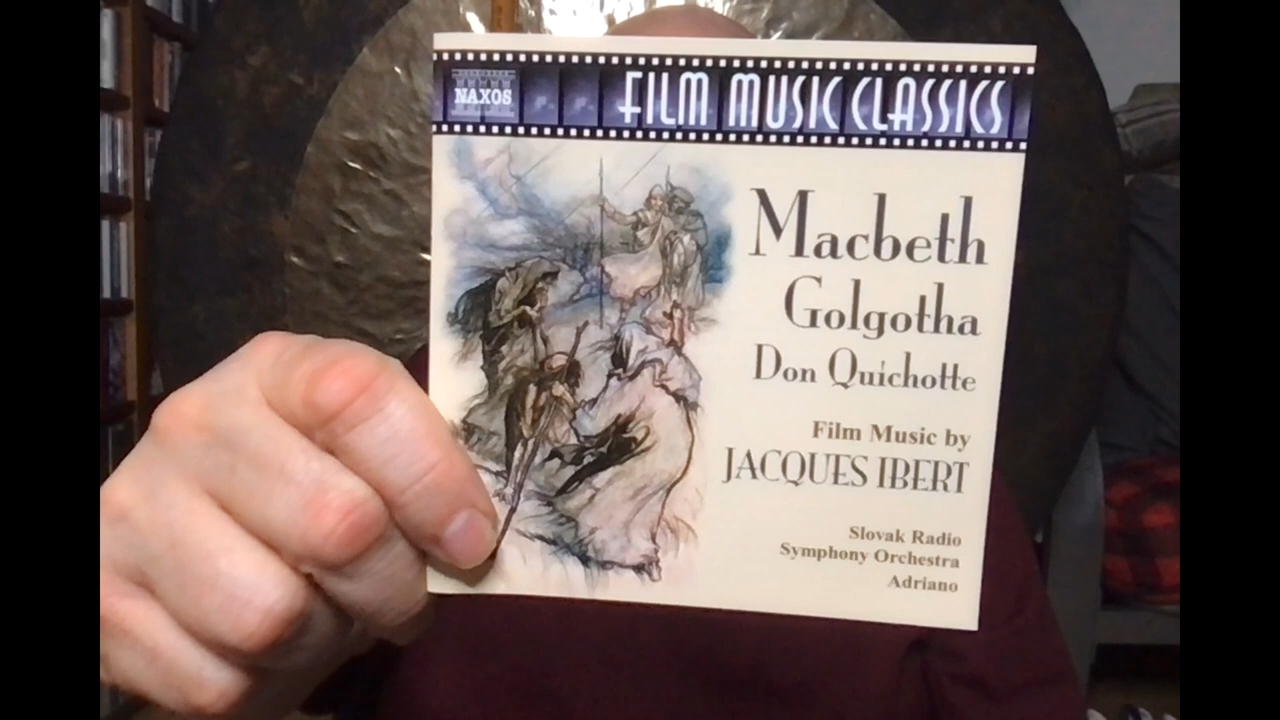 NAXOS
FILM MUSIC CLASSICS
Macbeth
Golgotha
Don Quichotte
Film Music by
JACQUES IBERT
Slovak Radio
Symphony Orchestra
Adriano